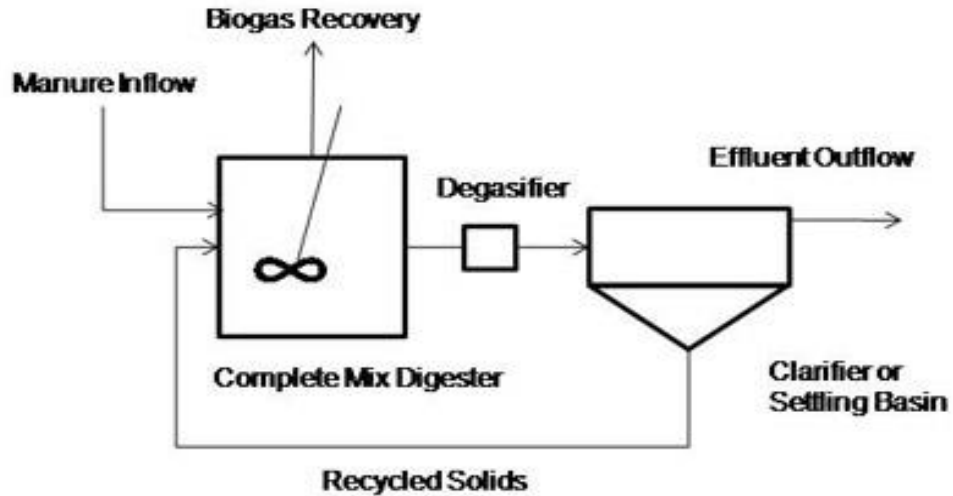 Biogas Recovery
Manure Inflow
Effluent Outflow
Degasifier
Complete Mix Digester
Clarifier or
Settling Basin
Recycled Solids